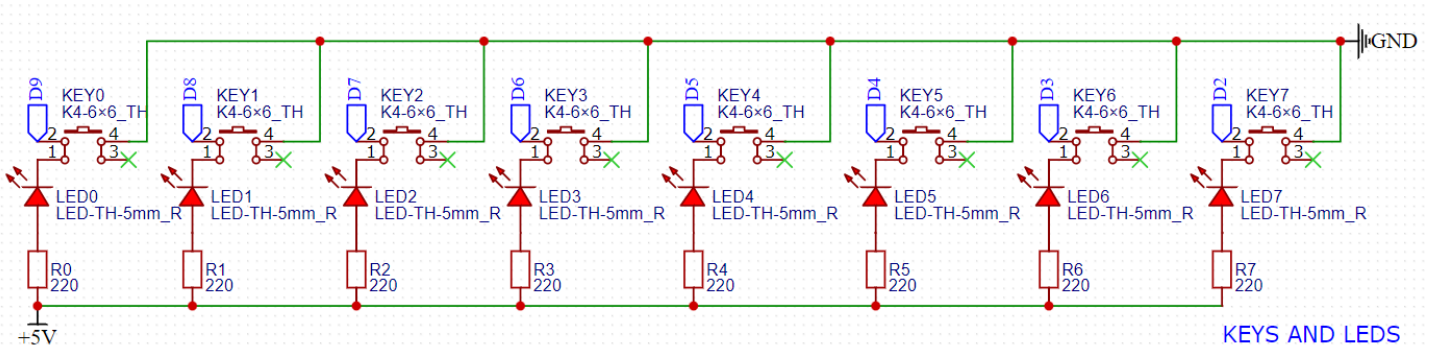 GND
D9
KEY0
K4-6×6_TH
2
4
1
3
LED0
LED-TH-5mm_R
R0
220
D8
KEY1
K4-6×6_TH
2
4
1
3
LED1
LED-TH-5mm_R
R1
220
D7
KEY2
K4-6×6_TH
2
4
1
3
LED2
LED-TH-5mm_R
R2
220
D6
KEY3
K4-6×6_TH
2
4
1
3
LED3
LED-TH-5mm_R
R3
220
D5
KEY4
K4-6×6_TH
2
4
1
3
LED4
LED-TH-5mm_R
R4
220
D4
KEY5
K4-6×6_TH
2
4
1
3
LED5
LED-TH-5mm_R
R5
220
D3
KEY6
K4-6×6_TH
2
4
1
3
LED6
LED-TH-5mm_R
R6
220
D2
KEY7
K4-6×6_TH
2
4
1
3
LED7
LED-TH-5mm_R
R7
220
+5V
KEYS AND LEDS